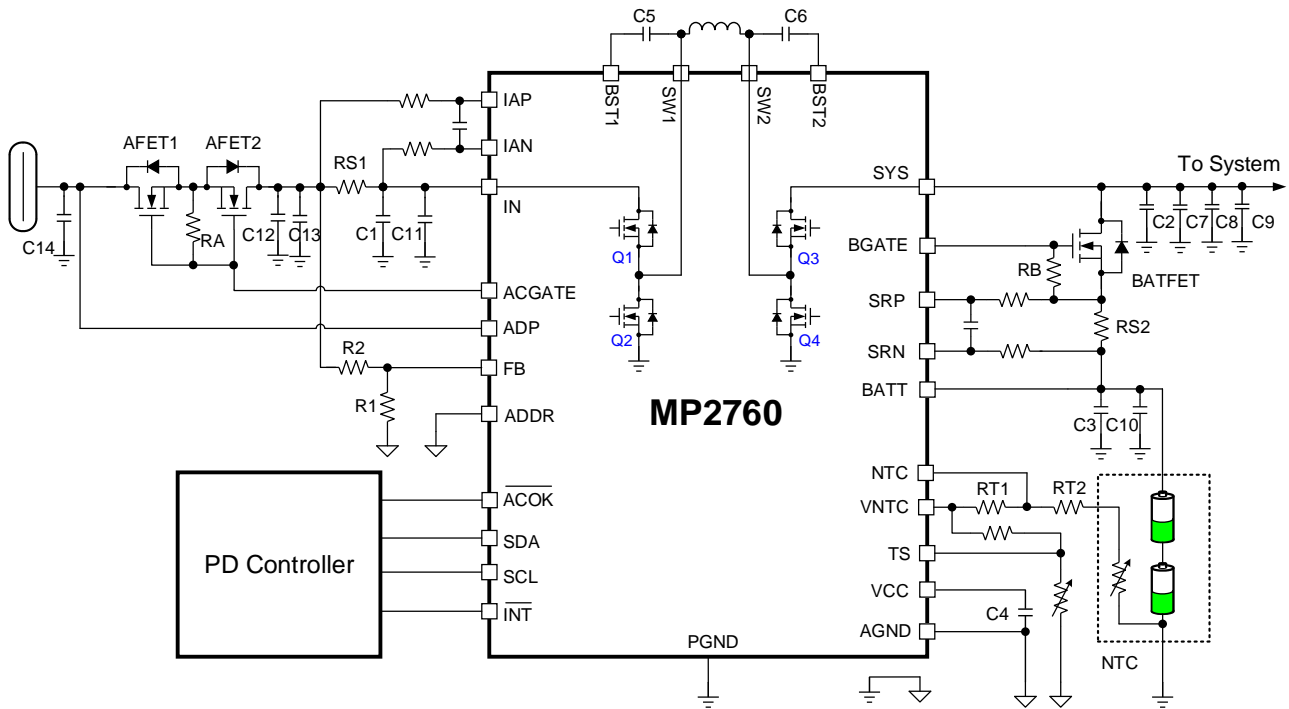 C5
C6
BST1
SW1
SW2
BST2
IAP
AFET1
AFET2
IAN
RS1
SYS
To System
IN
C14
RA
C12
C13
C1
C11
Q1
Q3
C2
C7
C8
C9
BGATE
RB
BATFET
ACGATE
SRP
ADP
Q2
Q4
RS2
R2
FB
SRN
R1
BATT
ADDR
MP2760
C3
C10
NTC
RT1
RT2
ACOK
VNTC
PD Controller
SDA
TS
SCL
VCC
INT
C4
AGND
PGND
NTC